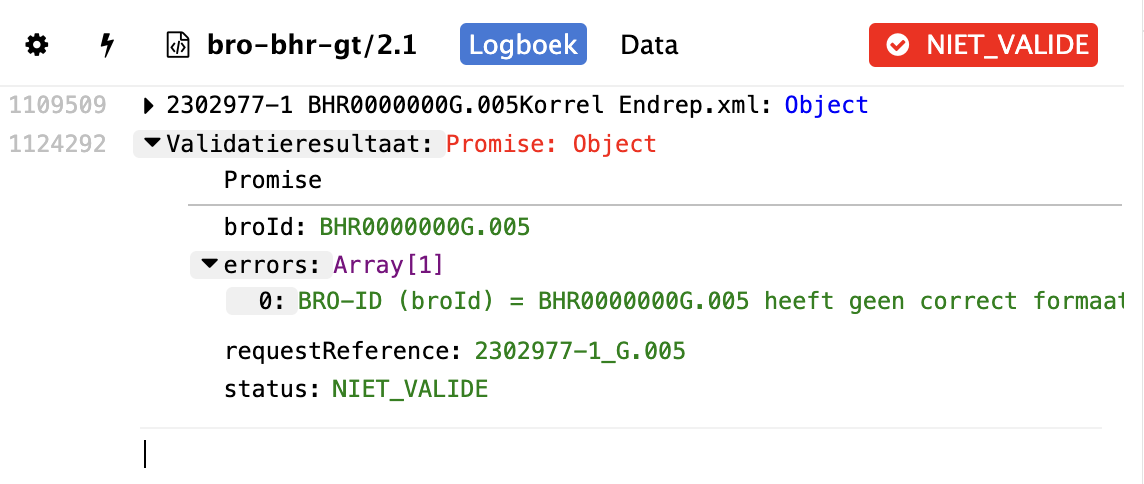 bro-bhr-gt/2.1 Logboek Data NIET_VALIDE
1109509 2302977-1 BHR0000000G.005Korrel Endrep.xml: Object
1124292 Validatieresultaat: Promise: Object
Promise
broId: BHR0000000G.005
errors: Array[1]
0: BRO-ID (broId) = BHR0000000G.005 heeft geen correct formaat
requestReference: 2302977-1_G.005
status: NIET_VALIDE